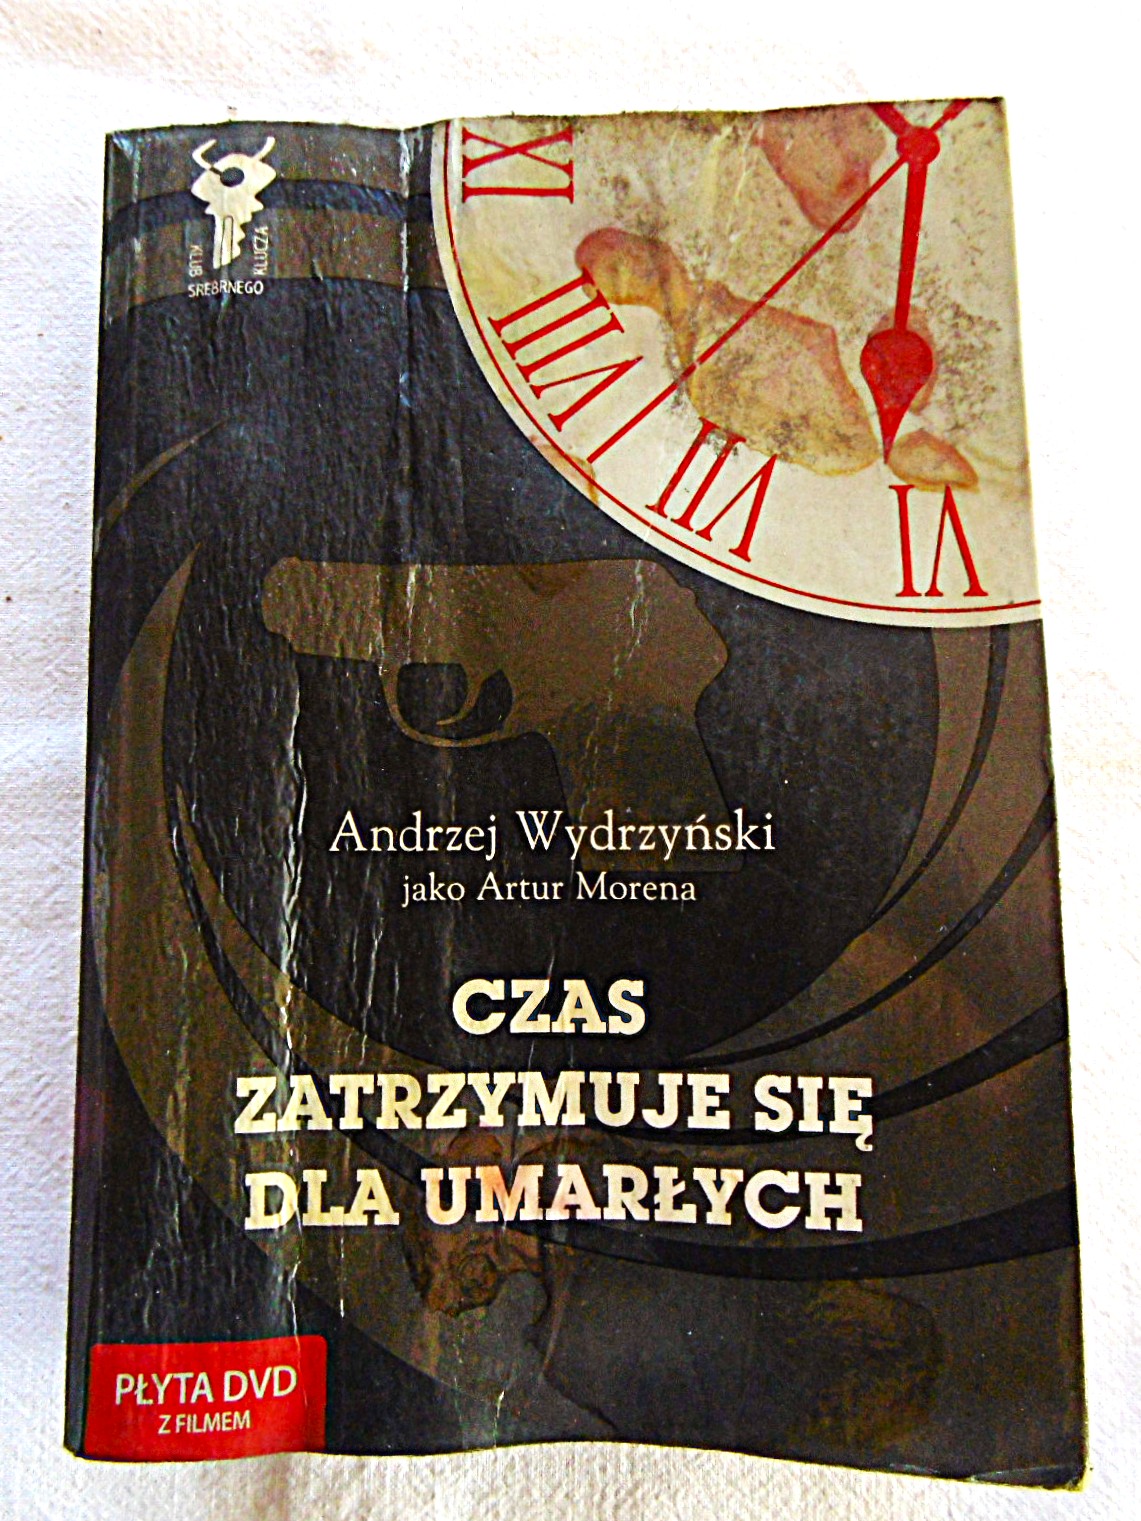 KLUB
SREBRNEGO
KLUCZA
XI
VIII
VII
VI
Andrzej Wydrzyński
jako Artur Morena
CZAS
ZATRZYMUJE SIĘ
DLA UMARŁYCH
PŁYTA DVD
Z FILMEM